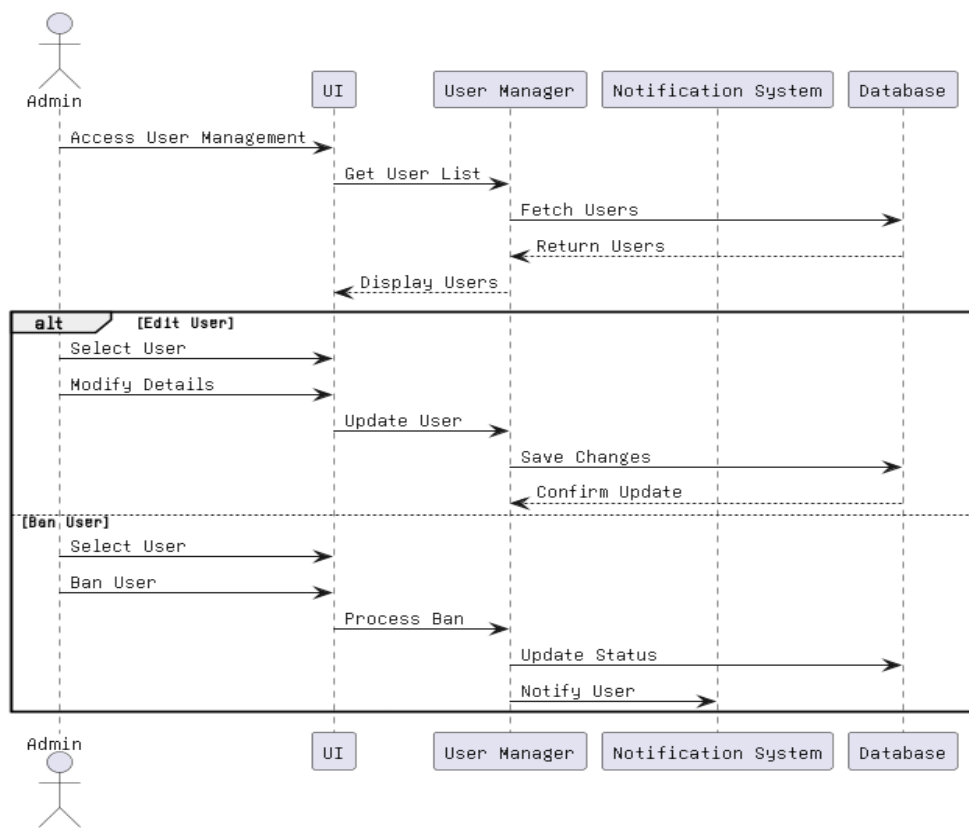 Admin
UI
User Manager
Notification System
Database
Access User Management
Get User List
Fetch Users
Return Users
Display Users
alt
[Edit User]
Select User
Modify Details
Update User
Save Changes
Confirm Update
[Ban User]
Select User
Ban User
Process Ban
Update Status
Notify User
Admin
UI
User Manager
Notification System
Database